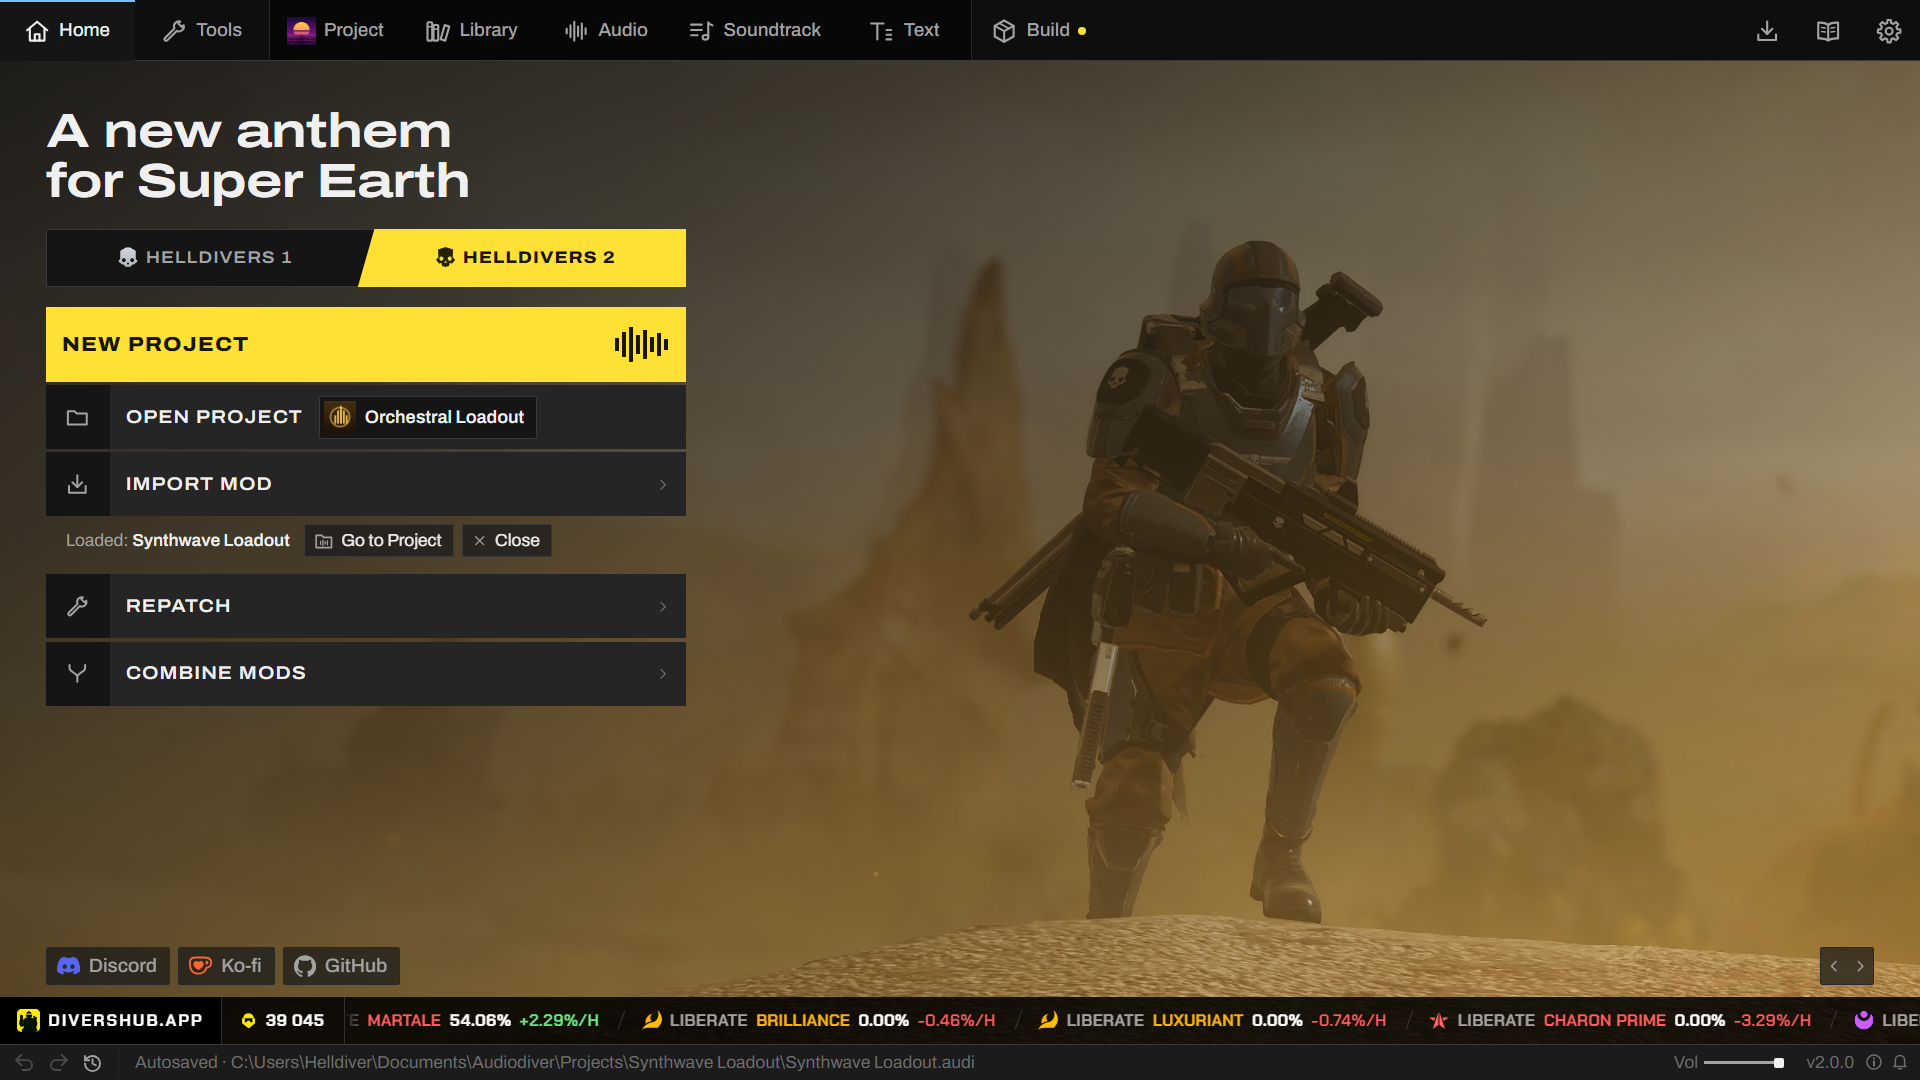 Home
Tools
Project
Library
Audio
Soundtrack
Text
Build
A new anthem
for Super Earth
HELLDIVERS 1
HELLDIVERS 2
NEW PROJECT
OPEN PROJECT
Orchestral Loadout
IMPORT MOD
Loaded: Synthwave Loadout
Go to Project
Close
REPATCH
COMBINE MODS
Discord
Ko-fi
GitHub
DIVERSHUB.APP
39 045
E MARTALE 54.06% +2.29%/H
LIBERATE BRILLIANCE 0.00% -0.46%/H
LIBERATE LUXURIANT 0.00% -0.74%/H
LIBERATE CHARON PRIME 0.00% -3.29%/H
LIBE
Autosaved · C:\Users\Helldiver\Documents\Audiodiver\Projects\Synthwave Loadout\Synthwave Loadout.audi
Vol
v2.0.0